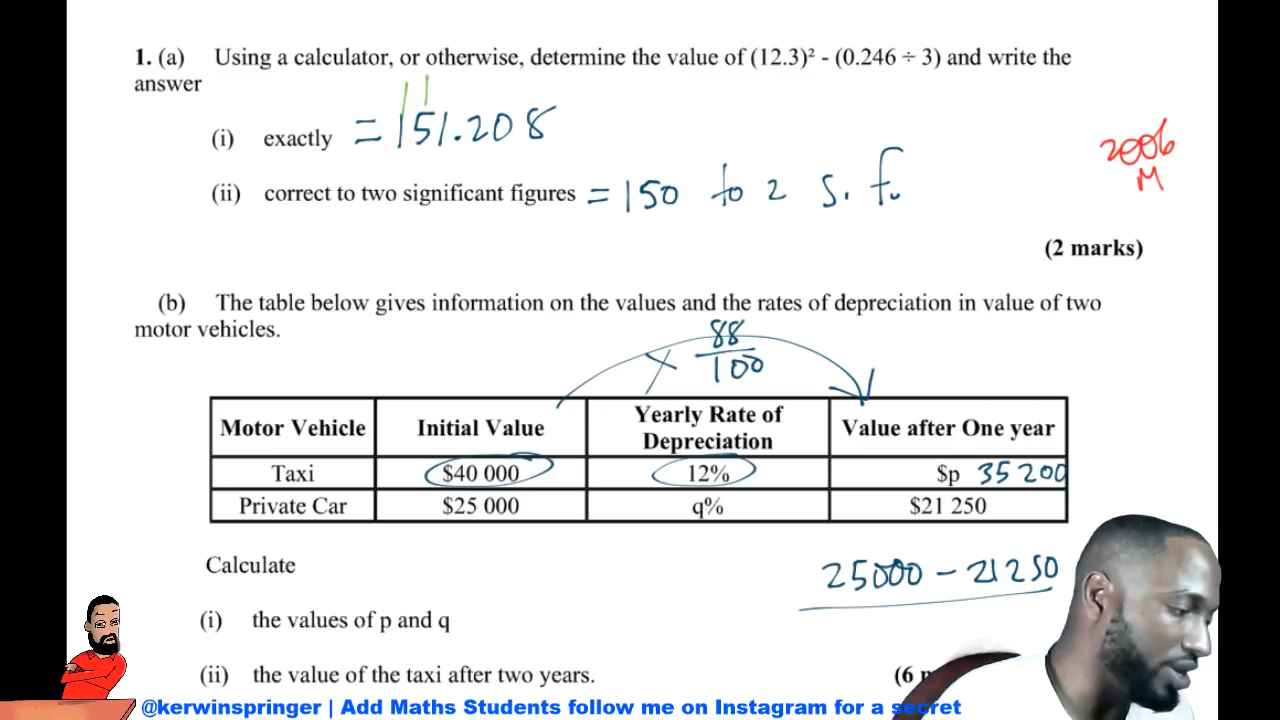 1. (a) Using a calculator, or otherwise, determine the value of (12.3)² - (0.246 ÷ 3) and write the
answer
(i) exactly = 151.208
(ii) correct to two significant figures = 150 to 2 s. f.
2006
M
(2 marks)
(b) The table below gives information on the values and the rates of depreciation in value of two
motor vehicles.
× 88/100
Motor Vehicle Initial Value Yearly Rate of Depreciation Value after One year
Taxi $40 000 12% $p 35 200
Private Car $25 000 q% $21 250
Calculate
25000 - 21250
(i) the values of p and q
(ii) the value of the taxi after two years. (6
@kerwinspringer | Add Maths Students follow me on Instagram for a secret